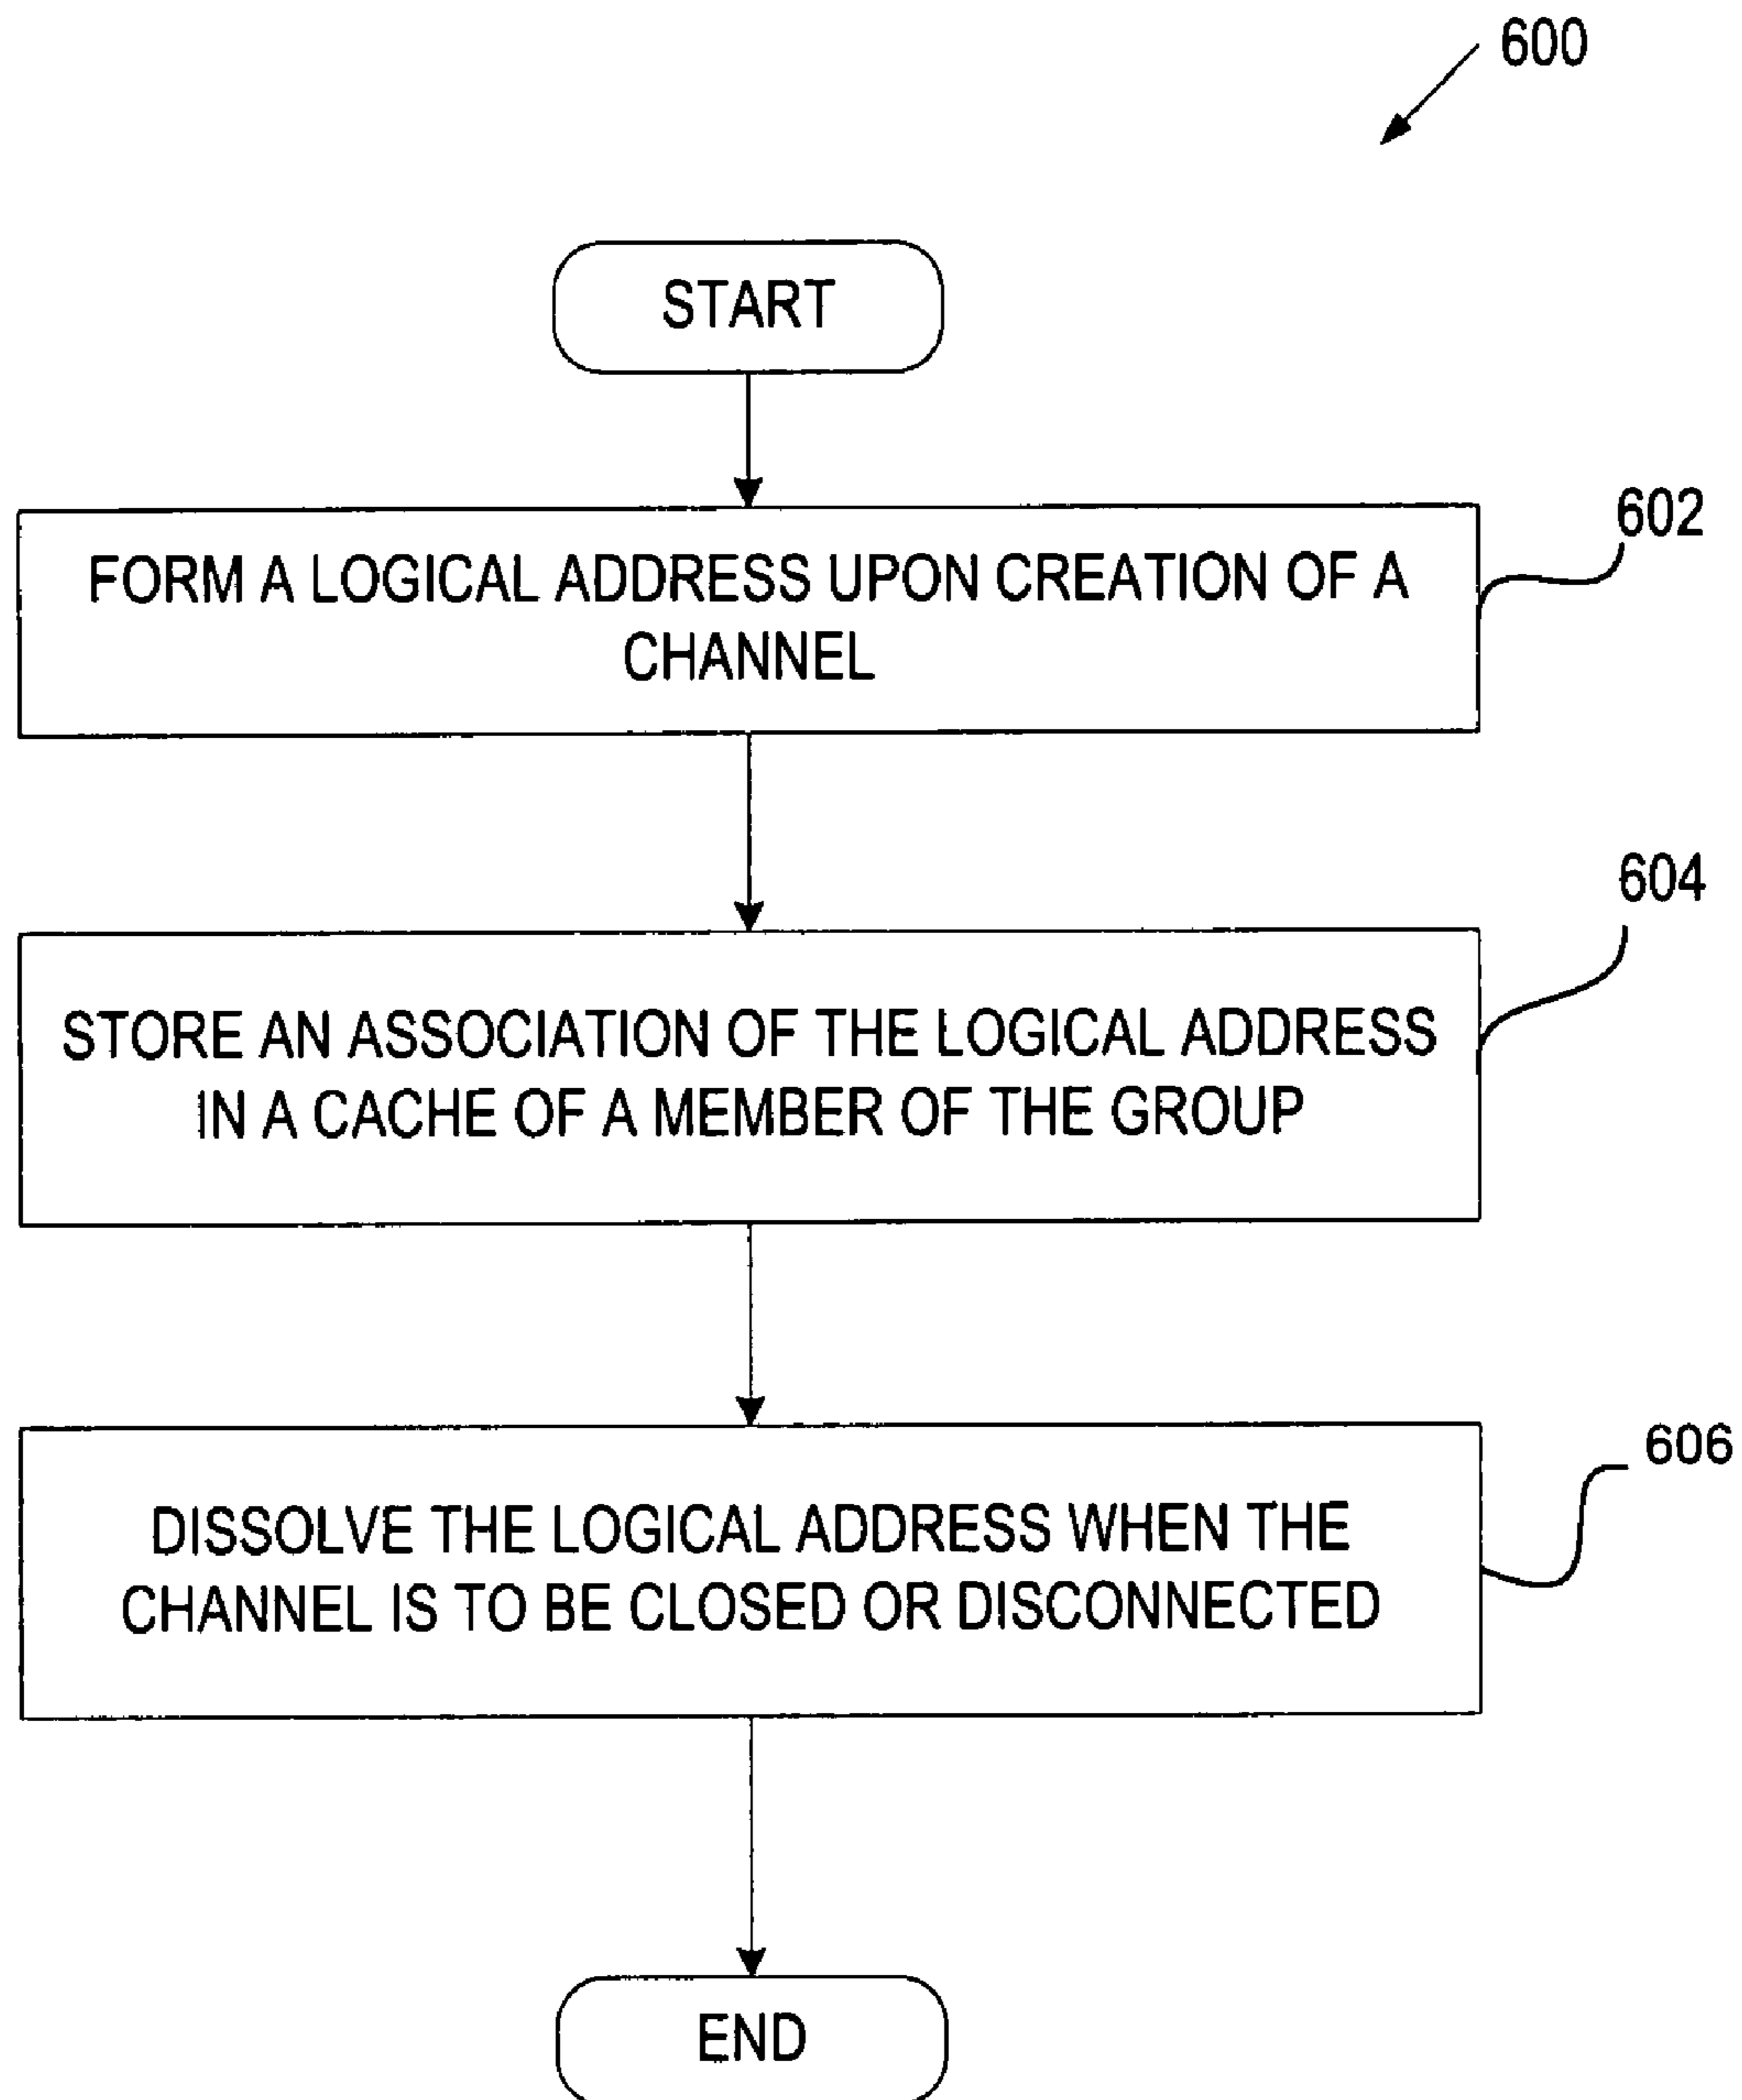 600
START
602
FORM A LOGICAL ADDRESS UPON CREATION OF A
CHANNEL
604
STORE AN ASSOCIATION OF THE LOGICAL ADDRESS
IN A CACHE OF A MEMBER OF THE GROUP
606
DISSOLVE THE LOGICAL ADDRESS WHEN THE
CHANNEL IS TO BE CLOSED OR DISCONNECTED
END